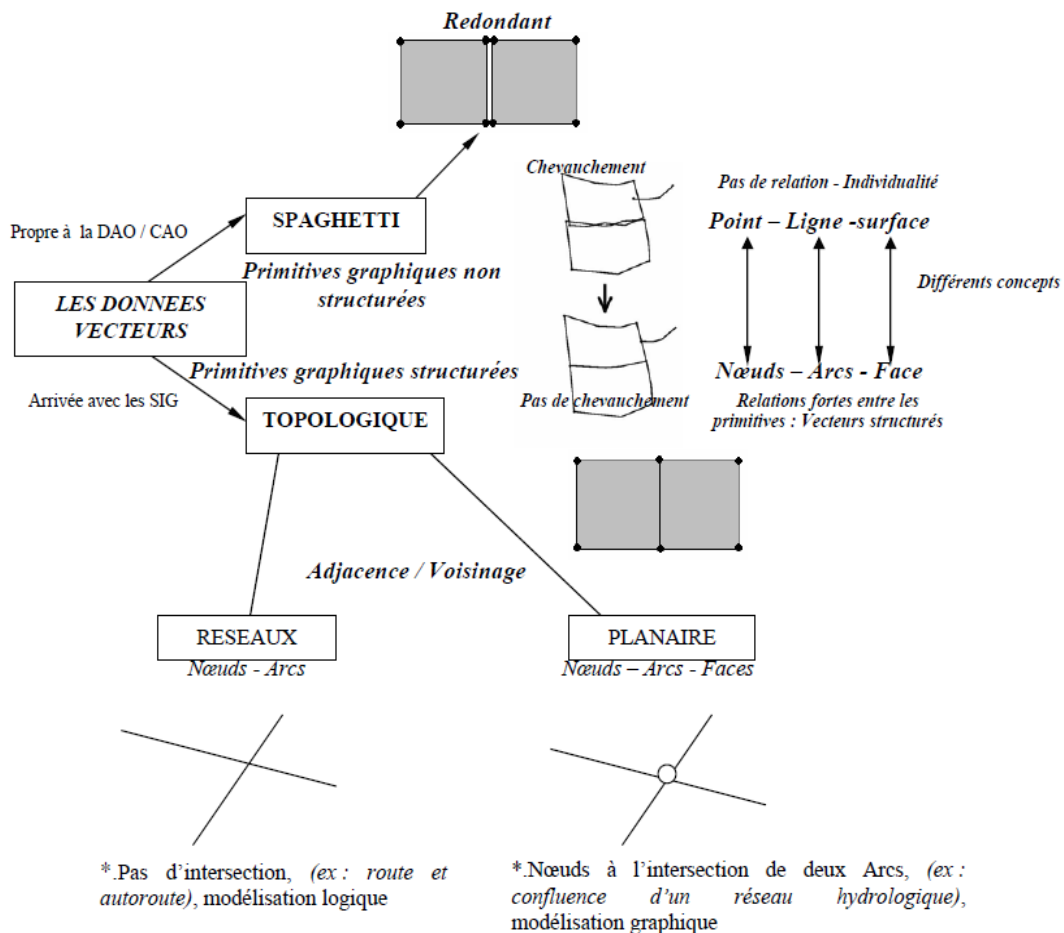 Redondant
Chevauchement
Pas de relation - Individualité
SPAGHETTI
Point – Ligne -surface
Propre à la DAO / CAO
Primitives graphiques non
structurées
Différents concepts
LES DONNEES
VECTEURS
Primitives graphiques structurées
Nœuds – Arcs - Face
Arrivée avec les SIG
Pas de chevauchement
Relations fortes entre les
primitives : Vecteurs structurés
TOPOLOGIQUE
Adjacence / Voisinage
RESEAUX
Nœuds - Arcs
PLANAIRE
Nœuds – Arcs - Faces
*.Pas d’intersection, (ex : route et
autoroute), modélisation logique
*.Nœuds à l’intersection de deux Arcs, (ex :
confluence d’un réseau hydrologique),
modélisation graphique